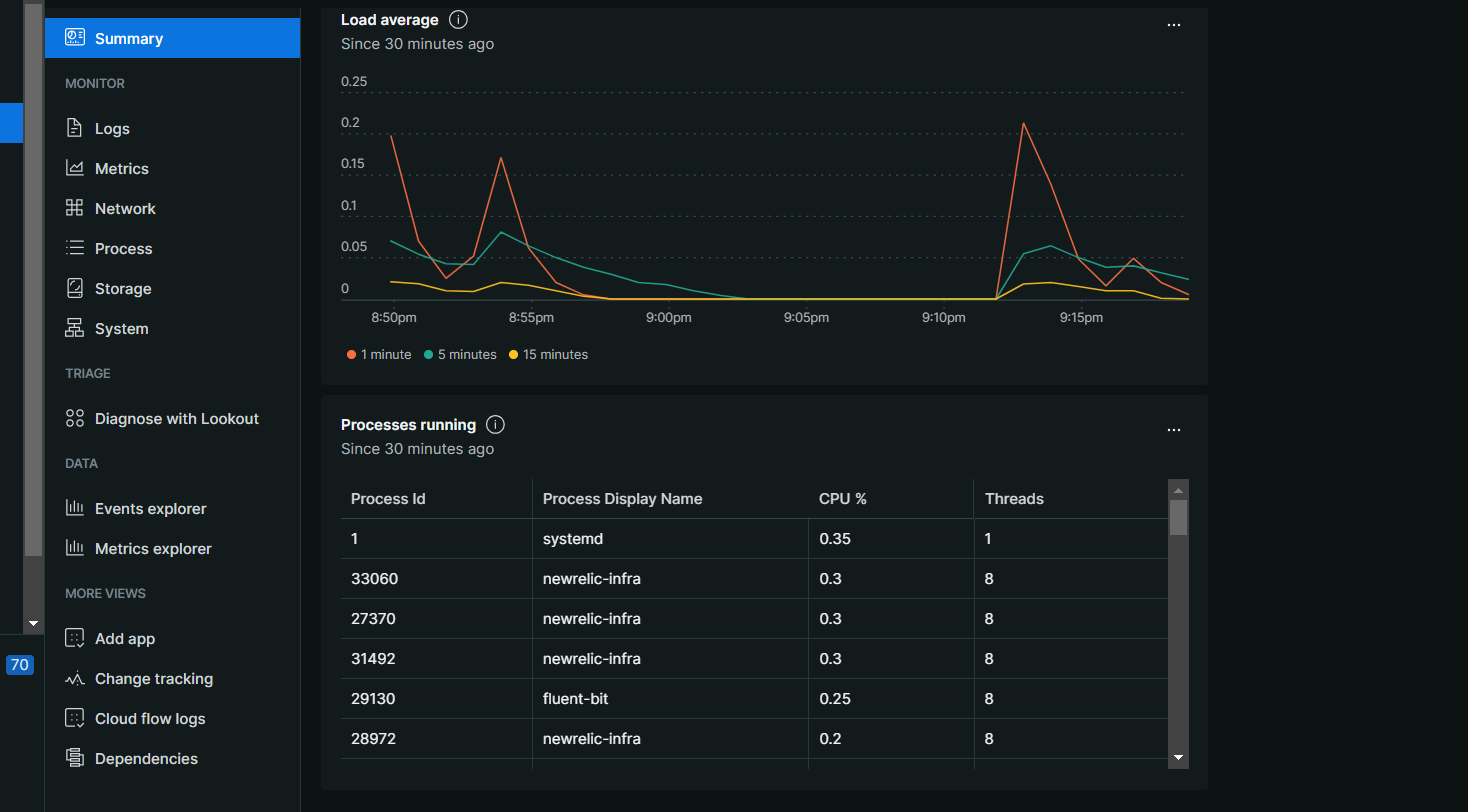 Summary
MONITOR
Logs
Metrics
Network
Process
Storage
System
TRIAGE
Diagnose with Lookout
DATA
Events explorer
Metrics explorer
MORE VIEWS
Add app
Change tracking
Cloud flow logs
Dependencies
70
Load average
Since 30 minutes ago
0.25
0.2
0.15
0.1
0.05
0
8:50pm 8:55pm 9:00pm 9:05pm 9:10pm 9:15pm
1 minute 5 minutes 15 minutes
Processes running
Since 30 minutes ago
Process Id Process Display Name CPU % Threads
1 systemd 0.35 1
33060 newrelic-infra 0.3 8
27370 newrelic-infra 0.3 8
31492 newrelic-infra 0.3 8
29130 fluent-bit 0.25 8
28972 newrelic-infra 0.2 8